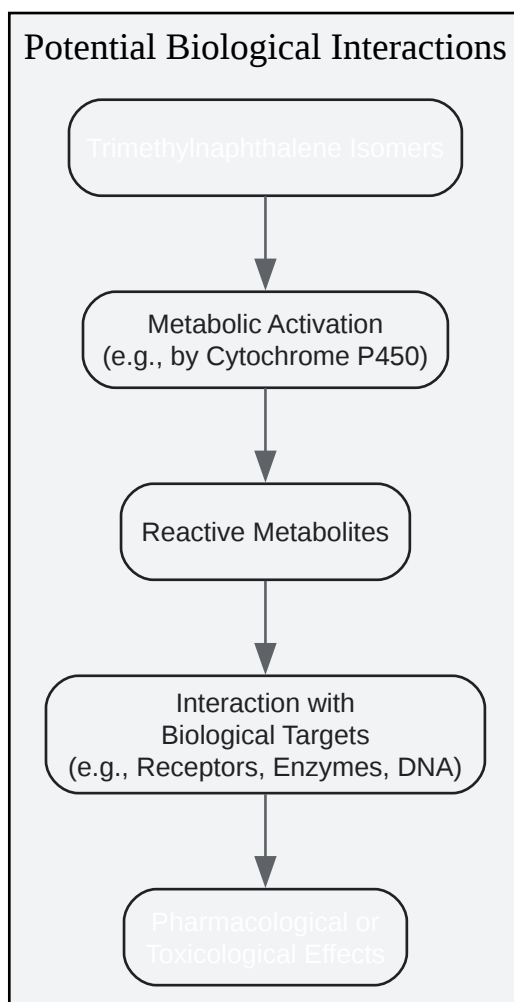 Potential Biological Interactions
Trimethylnaphthalene Isomers
Metabolic Activation
(e.g., by Cytochrome P450)
Reactive Metabolites
Interaction with
Biological Targets
(e.g., Receptors, Enzymes, DNA)
Pharmacological or
Toxicological Effects